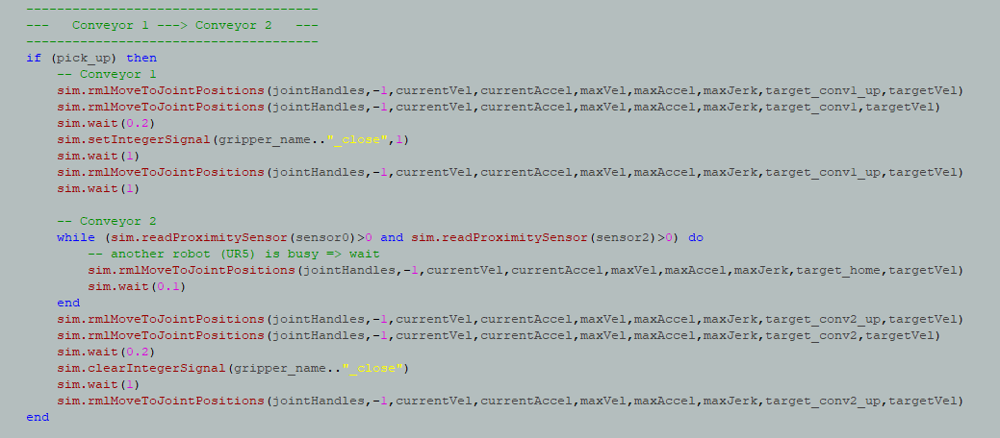 --------------------------------------
---   Conveyor 1 ---> Conveyor 2   ---
--------------------------------------
if (pick_up) then
    -- Conveyor 1
    sim.rmlMoveToJointPositions(jointHandles,-1,currentVel,currentAccel,maxVel,maxAccel,maxJerk,target_conv1_up,targetVel)
    sim.rmlMoveToJointPositions(jointHandles,-1,currentVel,currentAccel,maxVel,maxAccel,maxJerk,target_conv1,targetVel)
    sim.wait(0.2)
    sim.setIntegerSignal(gripper_name.."_close",1)
    sim.wait(1)
    sim.rmlMoveToJointPositions(jointHandles,-1,currentVel,currentAccel,maxVel,maxAccel,maxJerk,target_conv1_up,targetVel)
    sim.wait(1)

    -- Conveyor 2
    while (sim.readProximitySensor(sensor0)>0 and sim.readProximitySensor(sensor2)>0) do
        -- another robot (UR5) is busy => wait
        sim.rmlMoveToJointPositions(jointHandles,-1,currentVel,currentAccel,maxVel,maxAccel,maxJerk,target_home,targetVel)
        sim.wait(0.1)
    end
    sim.rmlMoveToJointPositions(jointHandles,-1,currentVel,currentAccel,maxVel,maxAccel,maxJerk,target_conv2_up,targetVel)
    sim.rmlMoveToJointPositions(jointHandles,-1,currentVel,currentAccel,maxVel,maxAccel,maxJerk,target_conv2,targetVel)
    sim.wait(0.2)
    sim.clearIntegerSignal(gripper_name.."_close")
    sim.wait(1)
    sim.rmlMoveToJointPositions(jointHandles,-1,currentVel,currentAccel,maxVel,maxAccel,maxJerk,target_conv2_up,targetVel)
end